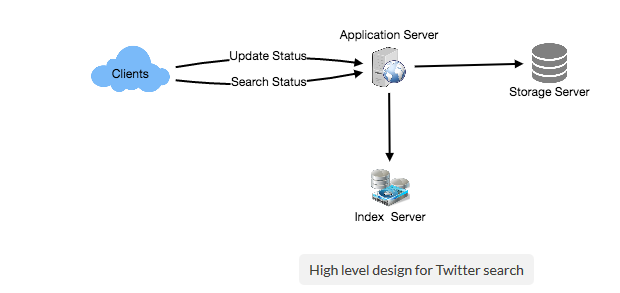 Application Server
Update Status
Clients
Search Status
Storage Server
Index Server
High level design for Twitter search